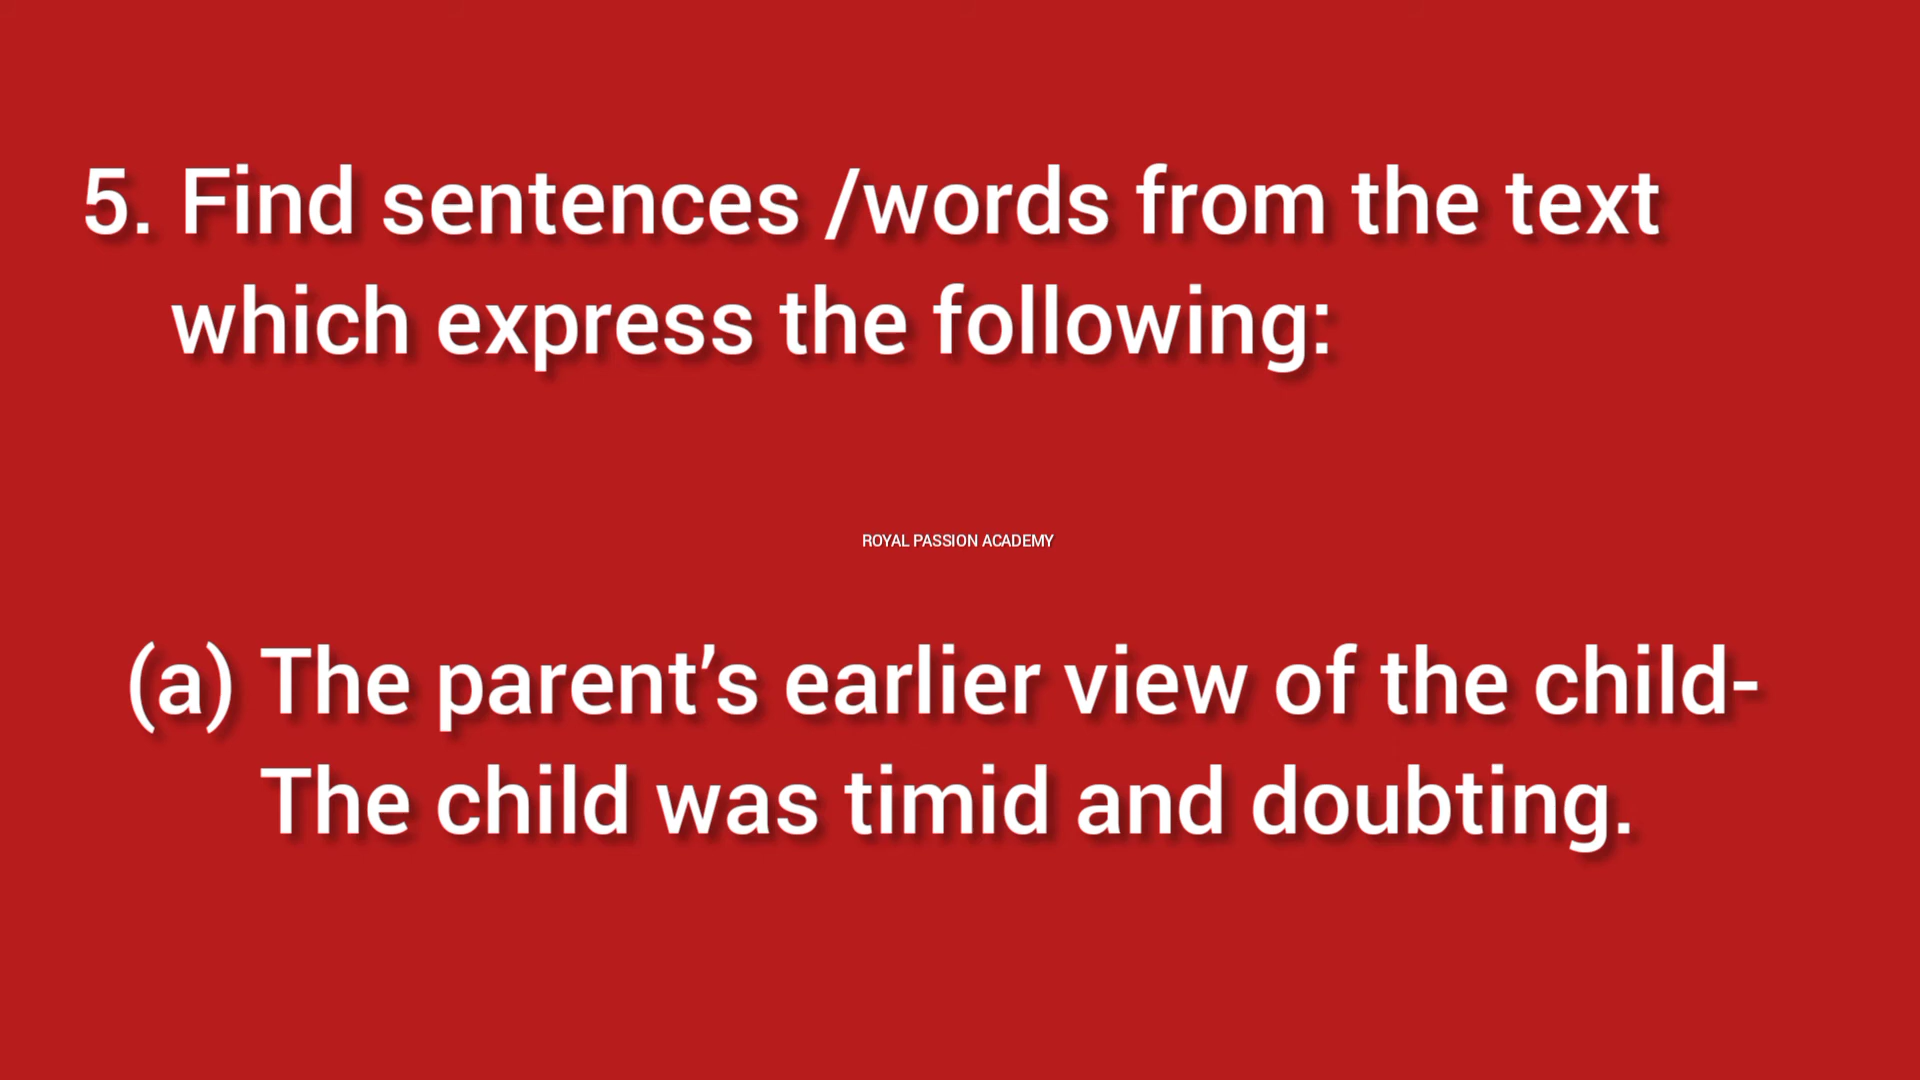 5. Find sentences /words from the text
which express the following:
ROYAL PASSION ACADEMY
(a) The parent’s earlier view of the child-
The child was timid and doubting.